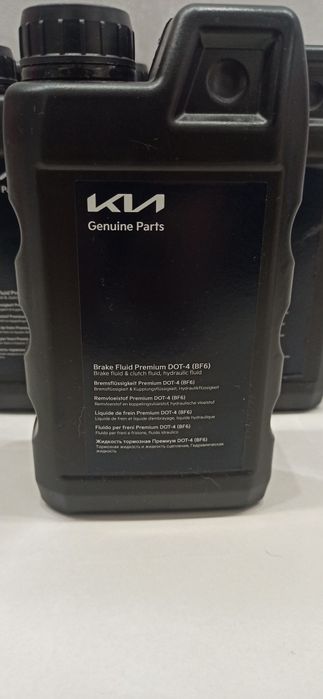 KIA
Genuine Parts
Brake Fluid Premium DOT-4 (BF6)
Brake fluid & clutch fluid, hydraulic fluid
Bremsflüssigkeit Premium DOT-4 (BF6)
Bremsflüssigkeit & Kupplungsflüssigkeit, Hydraulikflüssigkeit
Remvloeistof Premium DOT-4 (BF6)
Remvloeistof en koppelingsvloeistof, hydraulische vloeistof
Liquide de frein Premium DOT-4 (BF6)
Liquide de frein et liquide d'embrayage, liquide hydraulique
Fluido per freni Premium DOT-4 (BF6)
Fluido per freni e frisione, fluido idraulico
Жидкость тормозная Премиум DOT-4 (BF6)
Тормозная жидкость и жидкость сцепления, Гидравлическая
жидкость